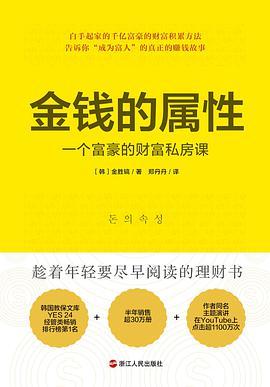 白手起家的千亿富豪的财富积累方法
告诉你“成为富人”的真正的赚钱故事
金钱的属性
一个富豪的财富私房课
[韩] 金胜镐 / 著 郑丹丹 / 译
돈의속성
趁着年轻要尽早阅读的理财书
韩国教保文库
YES 24
经管类畅销
排行榜第1名
+
半年销售
超30万册
+
作者同名
主题演讲
在YouTube上
点击超1100万次
浙江人民出版社